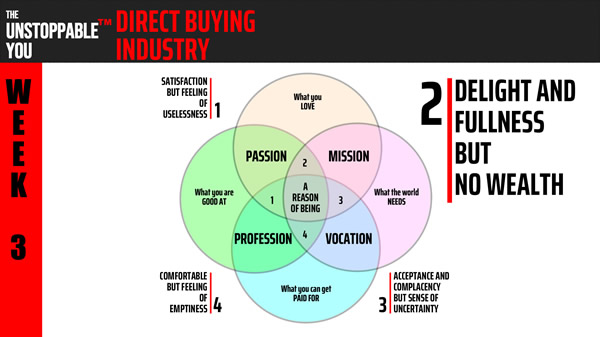 THE
UNSTOPPABLE™
YOU
DIRECT BUYING
INDUSTRY
WEEK 3
SATISFACTION
BUT FEELING
OF
USELESSNESS
1
What you
LOVE
PASSION
MISSION
2
What you are
GOOD AT
1
A
REASON
OF BEING
3
What the world
NEEDS
PROFESSION
4
VOCATION
What you can get
PAID FOR
COMFORTABLE
BUT FEELING
OF
EMPTINESS
4
3
ACCEPTANCE AND
COMPLACENCY
BUT SENSE OF
UNCERTAINTY
2
DELIGHT AND
FULLNESS
BUT
NO WEALTH